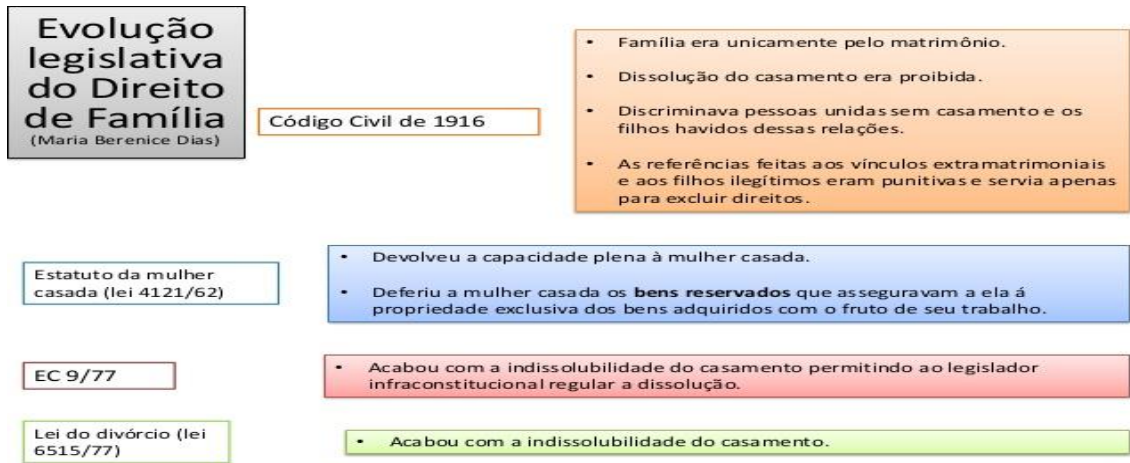 Evolução
legislativa
do Direito
de Família
(Maria Berenice Dias)
Código Civil de 1916
• Família era unicamente pelo matrimônio.
• Dissolução do casamento era proibida.
• Discriminava pessoas unidas sem casamento e os
filhos havidos dessas relações.
• As referências feitas aos vínculos extramatrimoniais
e aos filhos ilegítimos eram punitivas e servia apenas
para excluir direitos.
Estatuto da mulher
casada (lei 4121/62)
• Devolveu a capacidade plena à mulher casada.
• Deferiu a mulher casada os bens reservados que asseguravam a ela á
propriedade exclusiva dos bens adquiridos com o fruto de seu trabalho.
EC 9/77
• Acabou com a indissolubilidade do casamento permitindo ao legislador
infraconstitucional regular a dissolução.
Lei do divórcio (lei
6515/77)
• Acabou com a indissolubilidade do casamento.